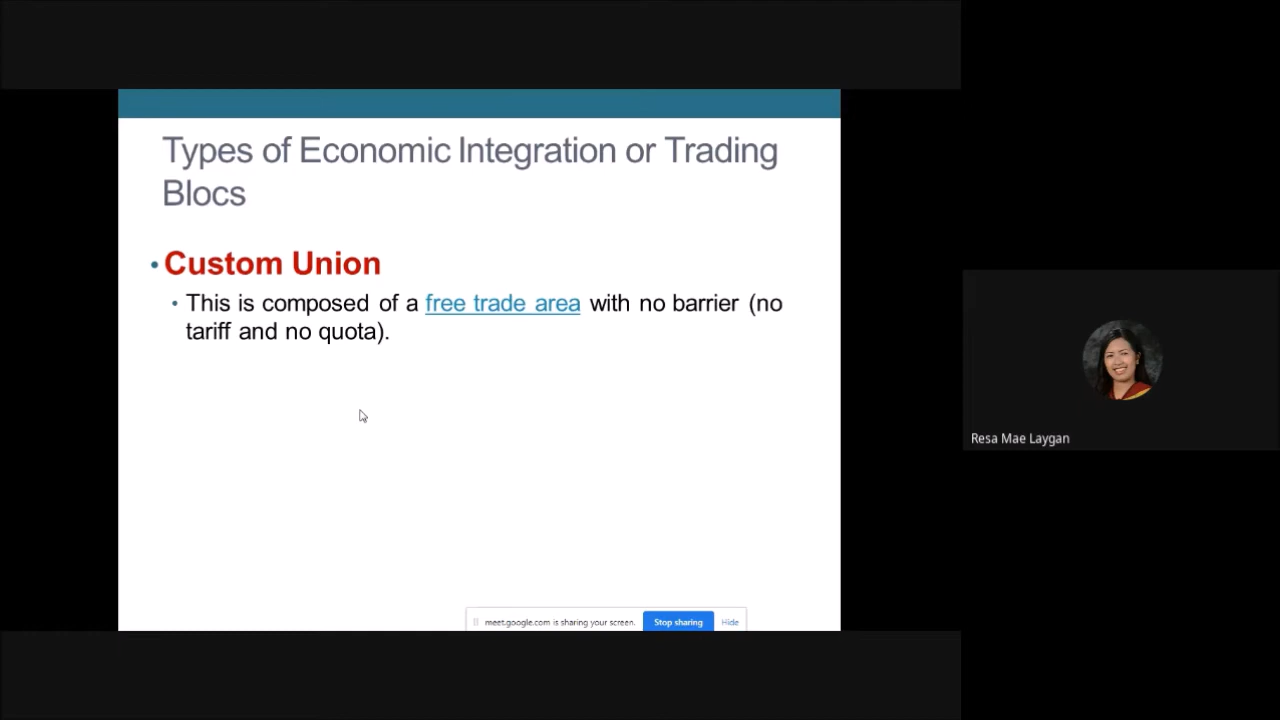 Types of Economic Integration or Trading
Blocs
• Custom Union
• This is composed of a free trade area with no barrier (no
tariff and no quota).
Resa Mae Laygan
meet.google.com is sharing your screen. Stop sharing Hide